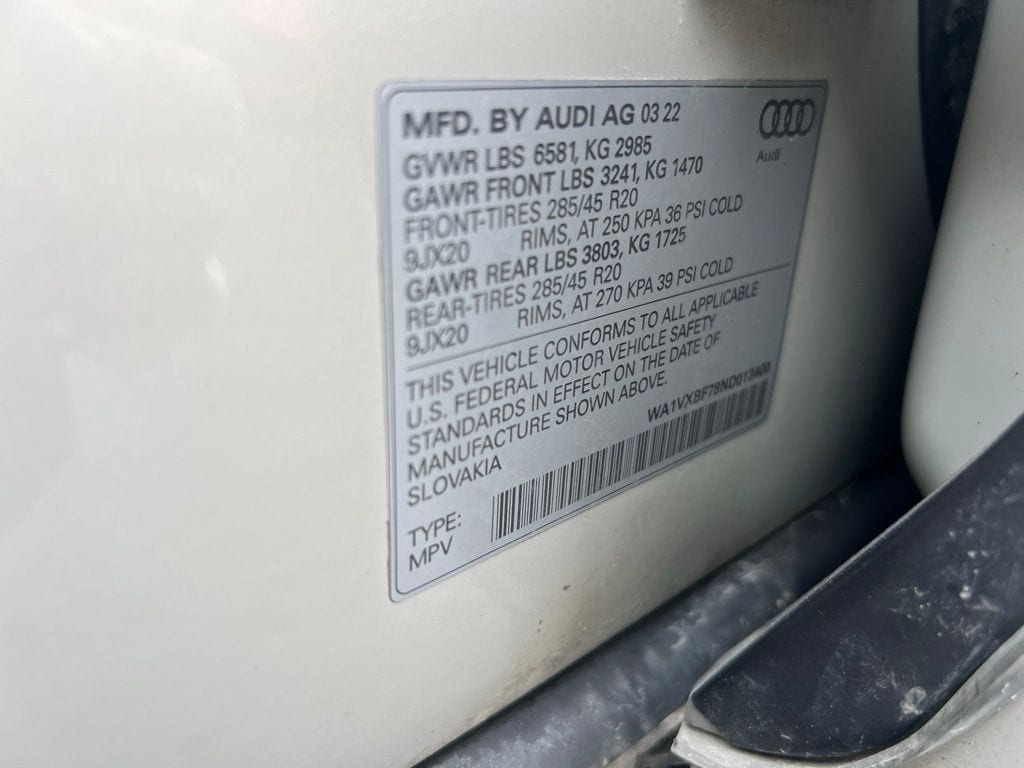 MFD. BY AUDI AG 03 22
Audi
GVWR LBS 6581, KG 2985
GAWR FRONT LBS 3241, KG 1470
FRONT-TIRES 285/45 R20
9JX20 RIMS, AT 250 KPA 36 PSI COLD
GAWR REAR LBS 3803, KG 1725
REAR-TIRES 285/45 R20
9JX20 RIMS, AT 270 KPA 39 PSI COLD
THIS VEHICLE CONFORMS TO ALL APPLICABLE
U.S. FEDERAL MOTOR VEHICLE SAFETY
STANDARDS IN EFFECT ON THE DATE OF
MANUFACTURE SHOWN ABOVE.
SLOVAKIA
WA1VXBF78ND013400
TYPE:
MPV